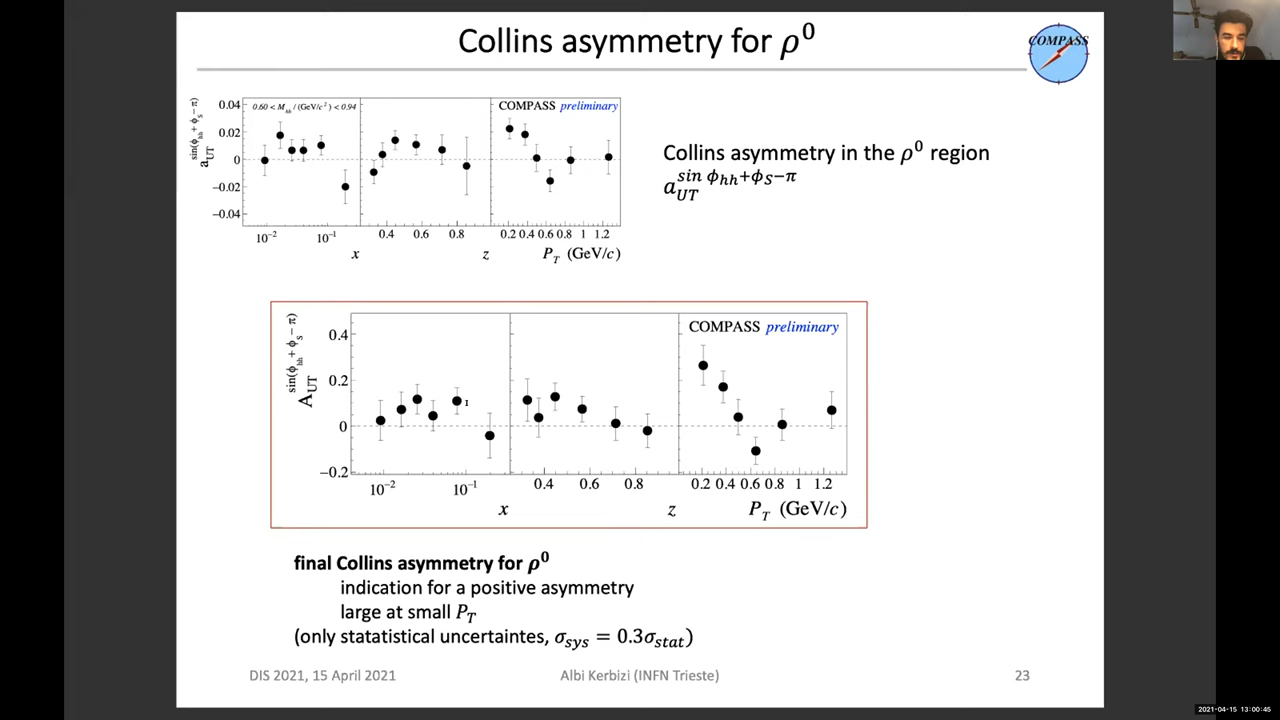 Collins asymmetry for ρ⁰
COMPASS
0.60 < M_hh / (GeV/c²) < 0.94
COMPASS preliminary
a_UT^sin(ϕ_hh + ϕ_S − π)
0.04
0.02
0
−0.02
−0.04
10⁻² 10⁻¹ 0.4 0.6 0.8 0.2 0.4 0.6 0.8 1 1.2
x z P_T (GeV/c)
Collins asymmetry in the ρ⁰ region
a_UT^sin ϕ_hh+ϕ_S−π
COMPASS preliminary
A_UT^sin(ϕ_hh + ϕ_S − π)
0.4
0.2
0
−0.2
10⁻² 10⁻¹ 0.4 0.6 0.8 0.2 0.4 0.6 0.8 1 1.2
x z P_T (GeV/c)
final Collins asymmetry for ρ⁰
indication for a positive asymmetry
large at small P_T
(only statatistical uncertaintes, σ_sys = 0.3σ_stat)
DIS 2021, 15 April 2021 Albi Kerbizi (INFN Trieste) 23
2021-04-15 13:00:45